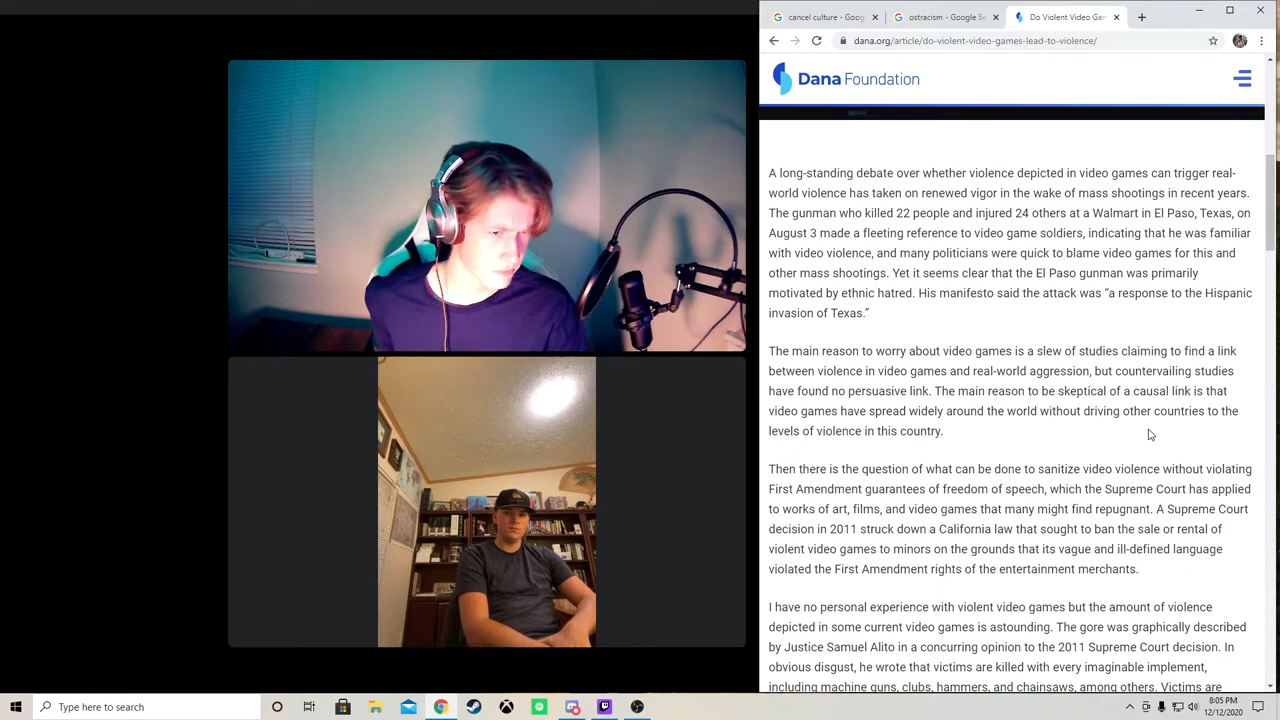 cancel culture - Goog
ostracism - Google Se
Do Violent Video Gam
dana.org/article/do-violent-video-games-lead-to-violence/
Dana Foundation
A long-standing debate over whether violence depicted in video games can trigger real-
world violence has taken on renewed vigor in the wake of mass shootings in recent years.
The gunman who killed 22 people and injured 24 others at a Walmart in El Paso, Texas, on
August 3 made a fleeting reference to video game soldiers, indicating that he was familiar
with video violence, and many politicians were quick to blame video games for this and
other mass shootings. Yet it seems clear that the El Paso gunman was primarily
motivated by ethnic hatred. His manifesto said the attack was “a response to the Hispanic
invasion of Texas.”
The main reason to worry about video games is a slew of studies claiming to find a link
between violence in video games and real-world aggression, but countervailing studies
have found no persuasive link. The main reason to be skeptical of a causal link is that
video games have spread widely around the world without driving other countries to the
levels of violence in this country.
Then there is the question of what can be done to sanitize video violence without violating
First Amendment guarantees of freedom of speech, which the Supreme Court has applied
to works of art, films, and video games that many might find repugnant. A Supreme Court
decision in 2011 struck down a California law that sought to ban the sale or rental of
violent video games to minors on the grounds that its vague and ill-defined language
violated the First Amendment rights of the entertainment merchants.
I have no personal experience with violent video games but the amount of violence
depicted in some current video games is astounding. The gore was graphically described
by Justice Samuel Alito in a concurring opinion to the 2011 Supreme Court decision. In
obvious disgust, he wrote that victims are killed with every imaginable implement,
including machine guns, clubs, hammers, and chainsaws, among others. Victims are
Type here to search
8:05 PM
12/12/2020